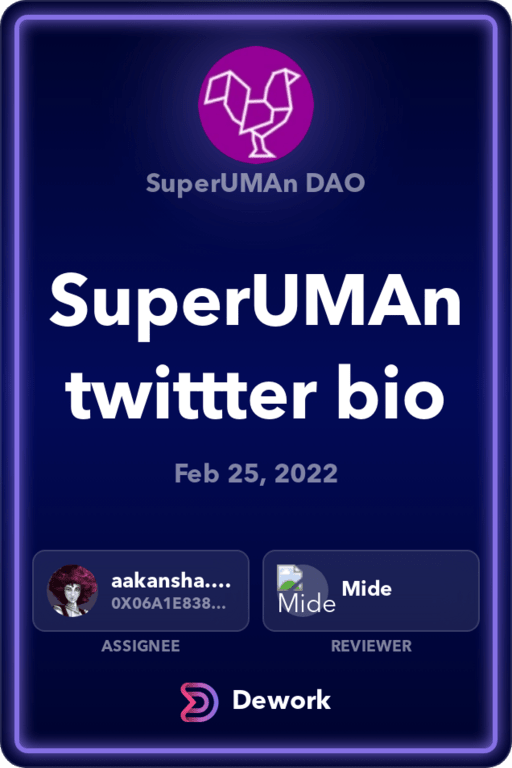 SuperUMAn DAO
SuperUMAn
twittter bio
Feb 25, 2022
aakansha....
0X06A1E838...
Mide
Mide
ASSIGNEE
REVIEWER
Dework